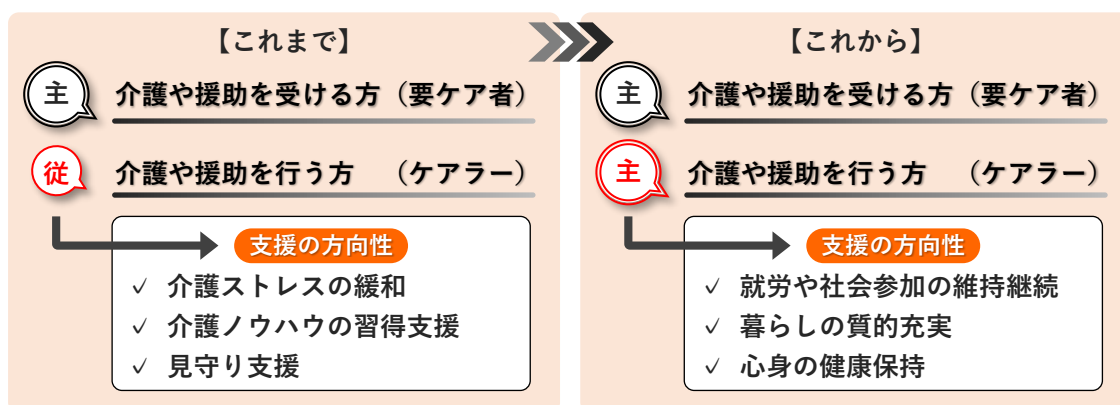 【これまで】
主 介護や援助を受ける方（要ケア者）
従 介護や援助を行う方 （ケアラー）
支援の方向性
✓ 介護ストレスの緩和
✓ 介護ノウハウの習得支援
✓ 見守り支援
【これから】
主 介護や援助を受ける方（要ケア者）
主 介護や援助を行う方 （ケアラー）
支援の方向性
✓ 就労や社会参加の維持継続
✓ 暮らしの質的充実
✓ 心身の健康保持